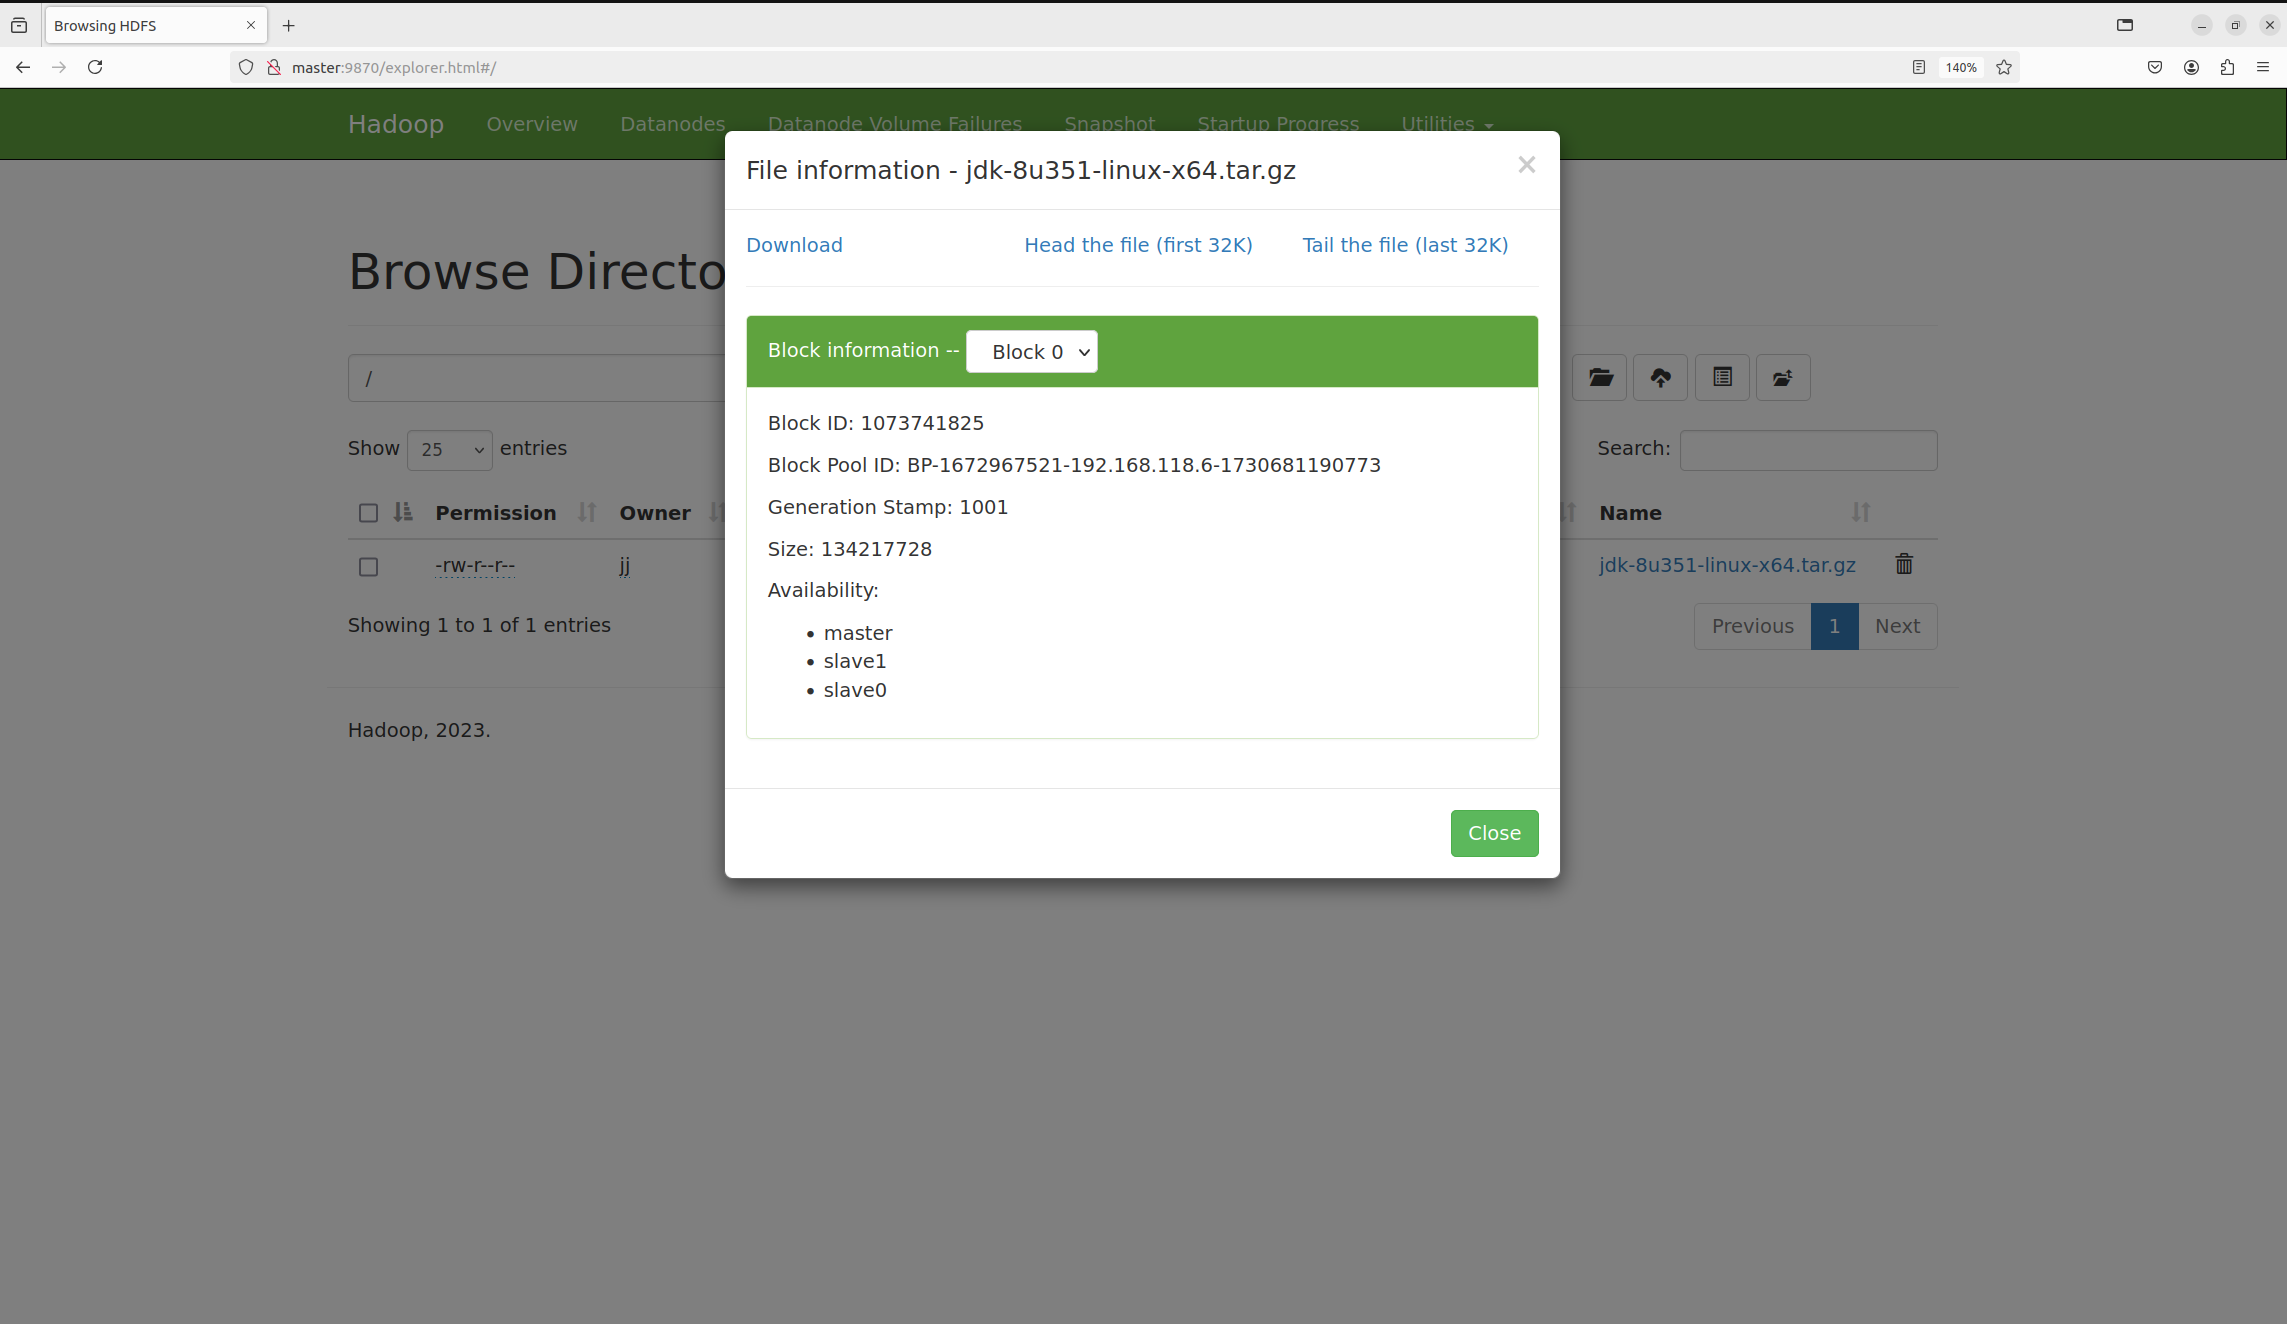 Browsing HDFS
master:9870/explorer.html#/
140%
Hadoop Overview Datanodes Datanode Volume Failures Snapshot Startup Progress Utilities
File information - jdk-8u351-linux-x64.tar.gz ×
Download Head the file (first 32K) Tail the file (last 32K)
Browse Directo
Block information -- Block 0
/
Block ID: 1073741825
Show 25 entries
Search:
Block Pool ID: BP-1672967521-192.168.118.6-1730681190773
Generation Stamp: 1001
Permission Owner Name
Size: 134217728
-rw-r--r-- jj jdk-8u351-linux-x64.tar.gz
Availability:
• master
• slave1
• slave0
Showing 1 to 1 of 1 entries
Previous 1 Next
Hadoop, 2023.
Close